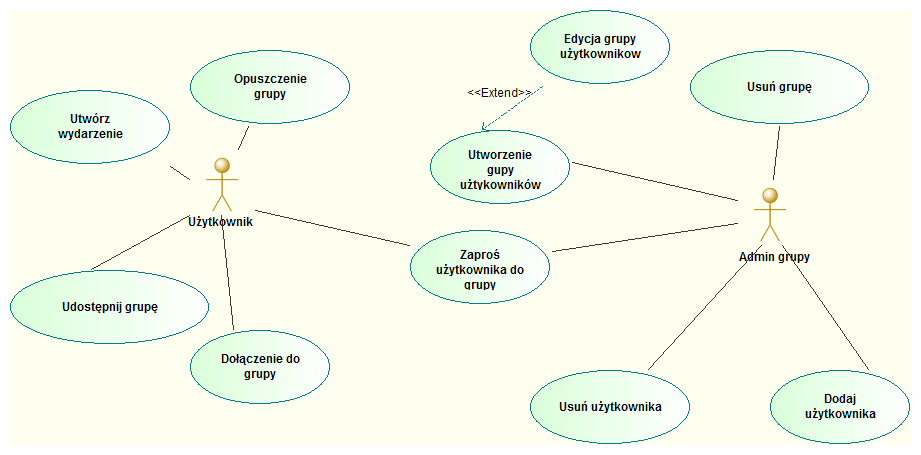 Edycja grupy
użytkownikow
Opuszczenie
grupy
Usuń grupę
<<Extend>>
Utwórz
wydarzenie
Utworzenie
gupy
użtykowników
Użytkownik
Admin grupy
Zaproś
użytkownika do
grupy
Udostępnij grupę
Dołączenie do
grupy
Usuń użytkownika
Dodaj
użytkownika